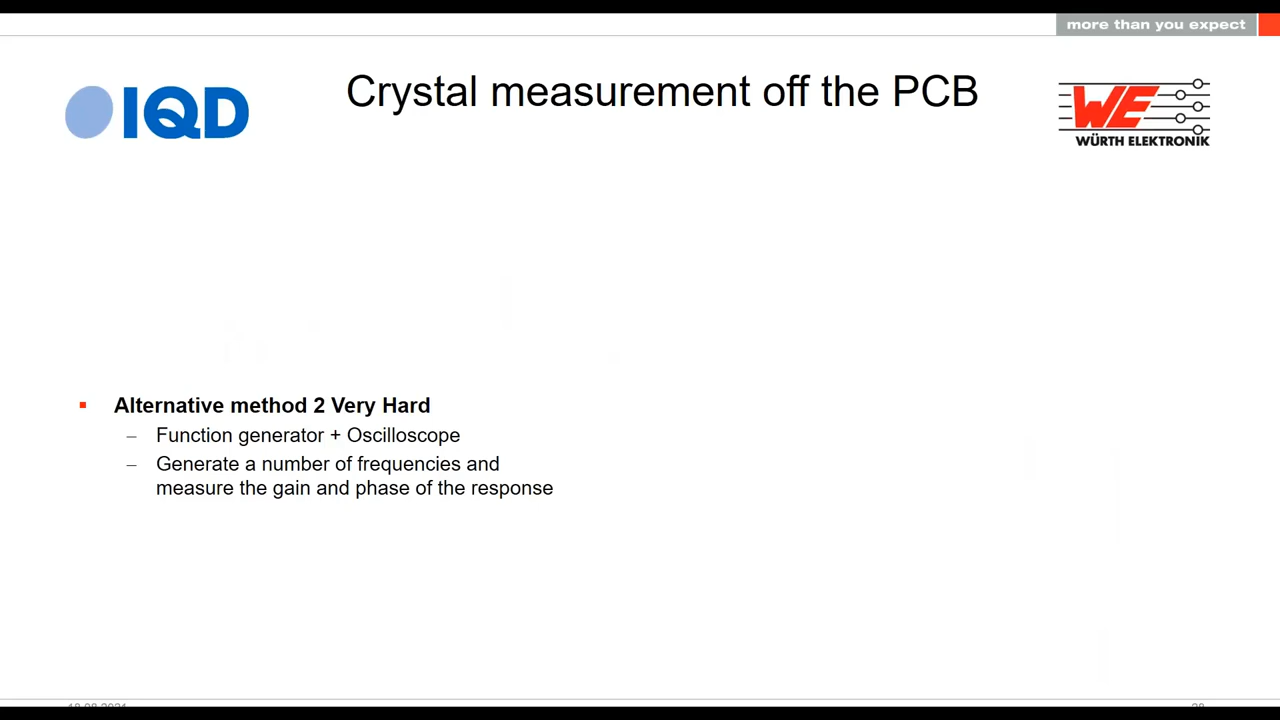 more than you expect
IQD
Crystal measurement off the PCB
WE
WÜRTH ELEKTRONIK
Alternative method 2 Very Hard
– Function generator + Oscilloscope
– Generate a number of frequencies and
measure the gain and phase of the response